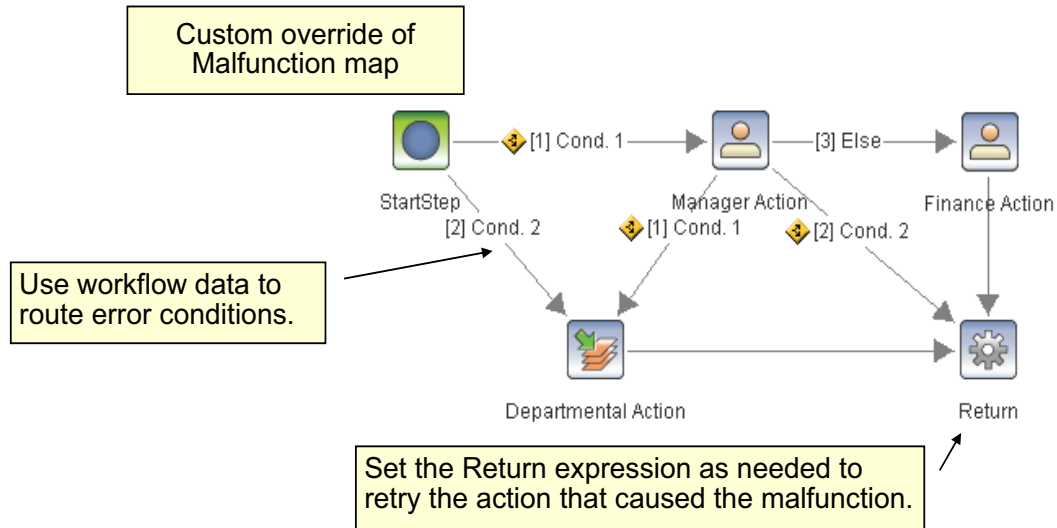 Custom override of
Malfunction map
[1] Cond. 1
[3] Else
StartStep
Manager Action
Finance Action
[2] Cond. 2
[1] Cond. 1
[2] Cond. 2
Use workflow data to
route error conditions.
Departmental Action
Return
Set the Return expression as needed to
retry the action that caused the malfunction.